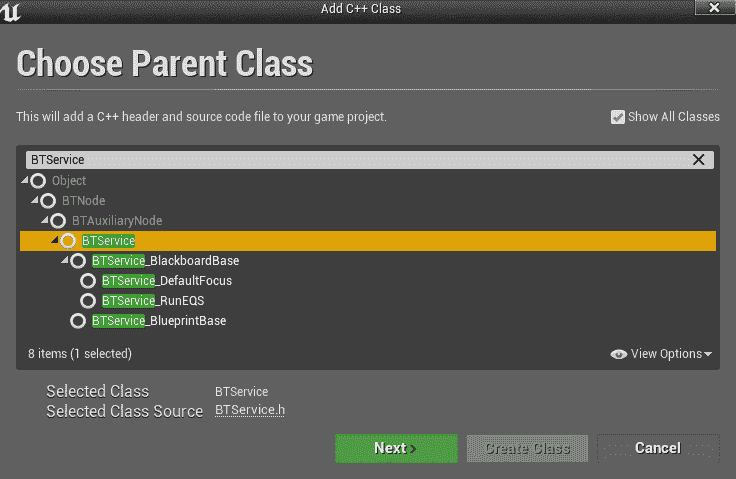 Add C++ Class
Choose Parent Class
This will add a C++ header and source code file to your game project.
Show All Classes
BTService
Object
BTNode
BTAuxiliaryNode
BTService
BTService_BlackboardBase
BTService_DefaultFocus
BTService_RunEQS
BTService_BlueprintBase
8 items (1 selected)
View Options
Selected Class BTService
Selected Class Source BTService.h
Next
Create Class
Cancel